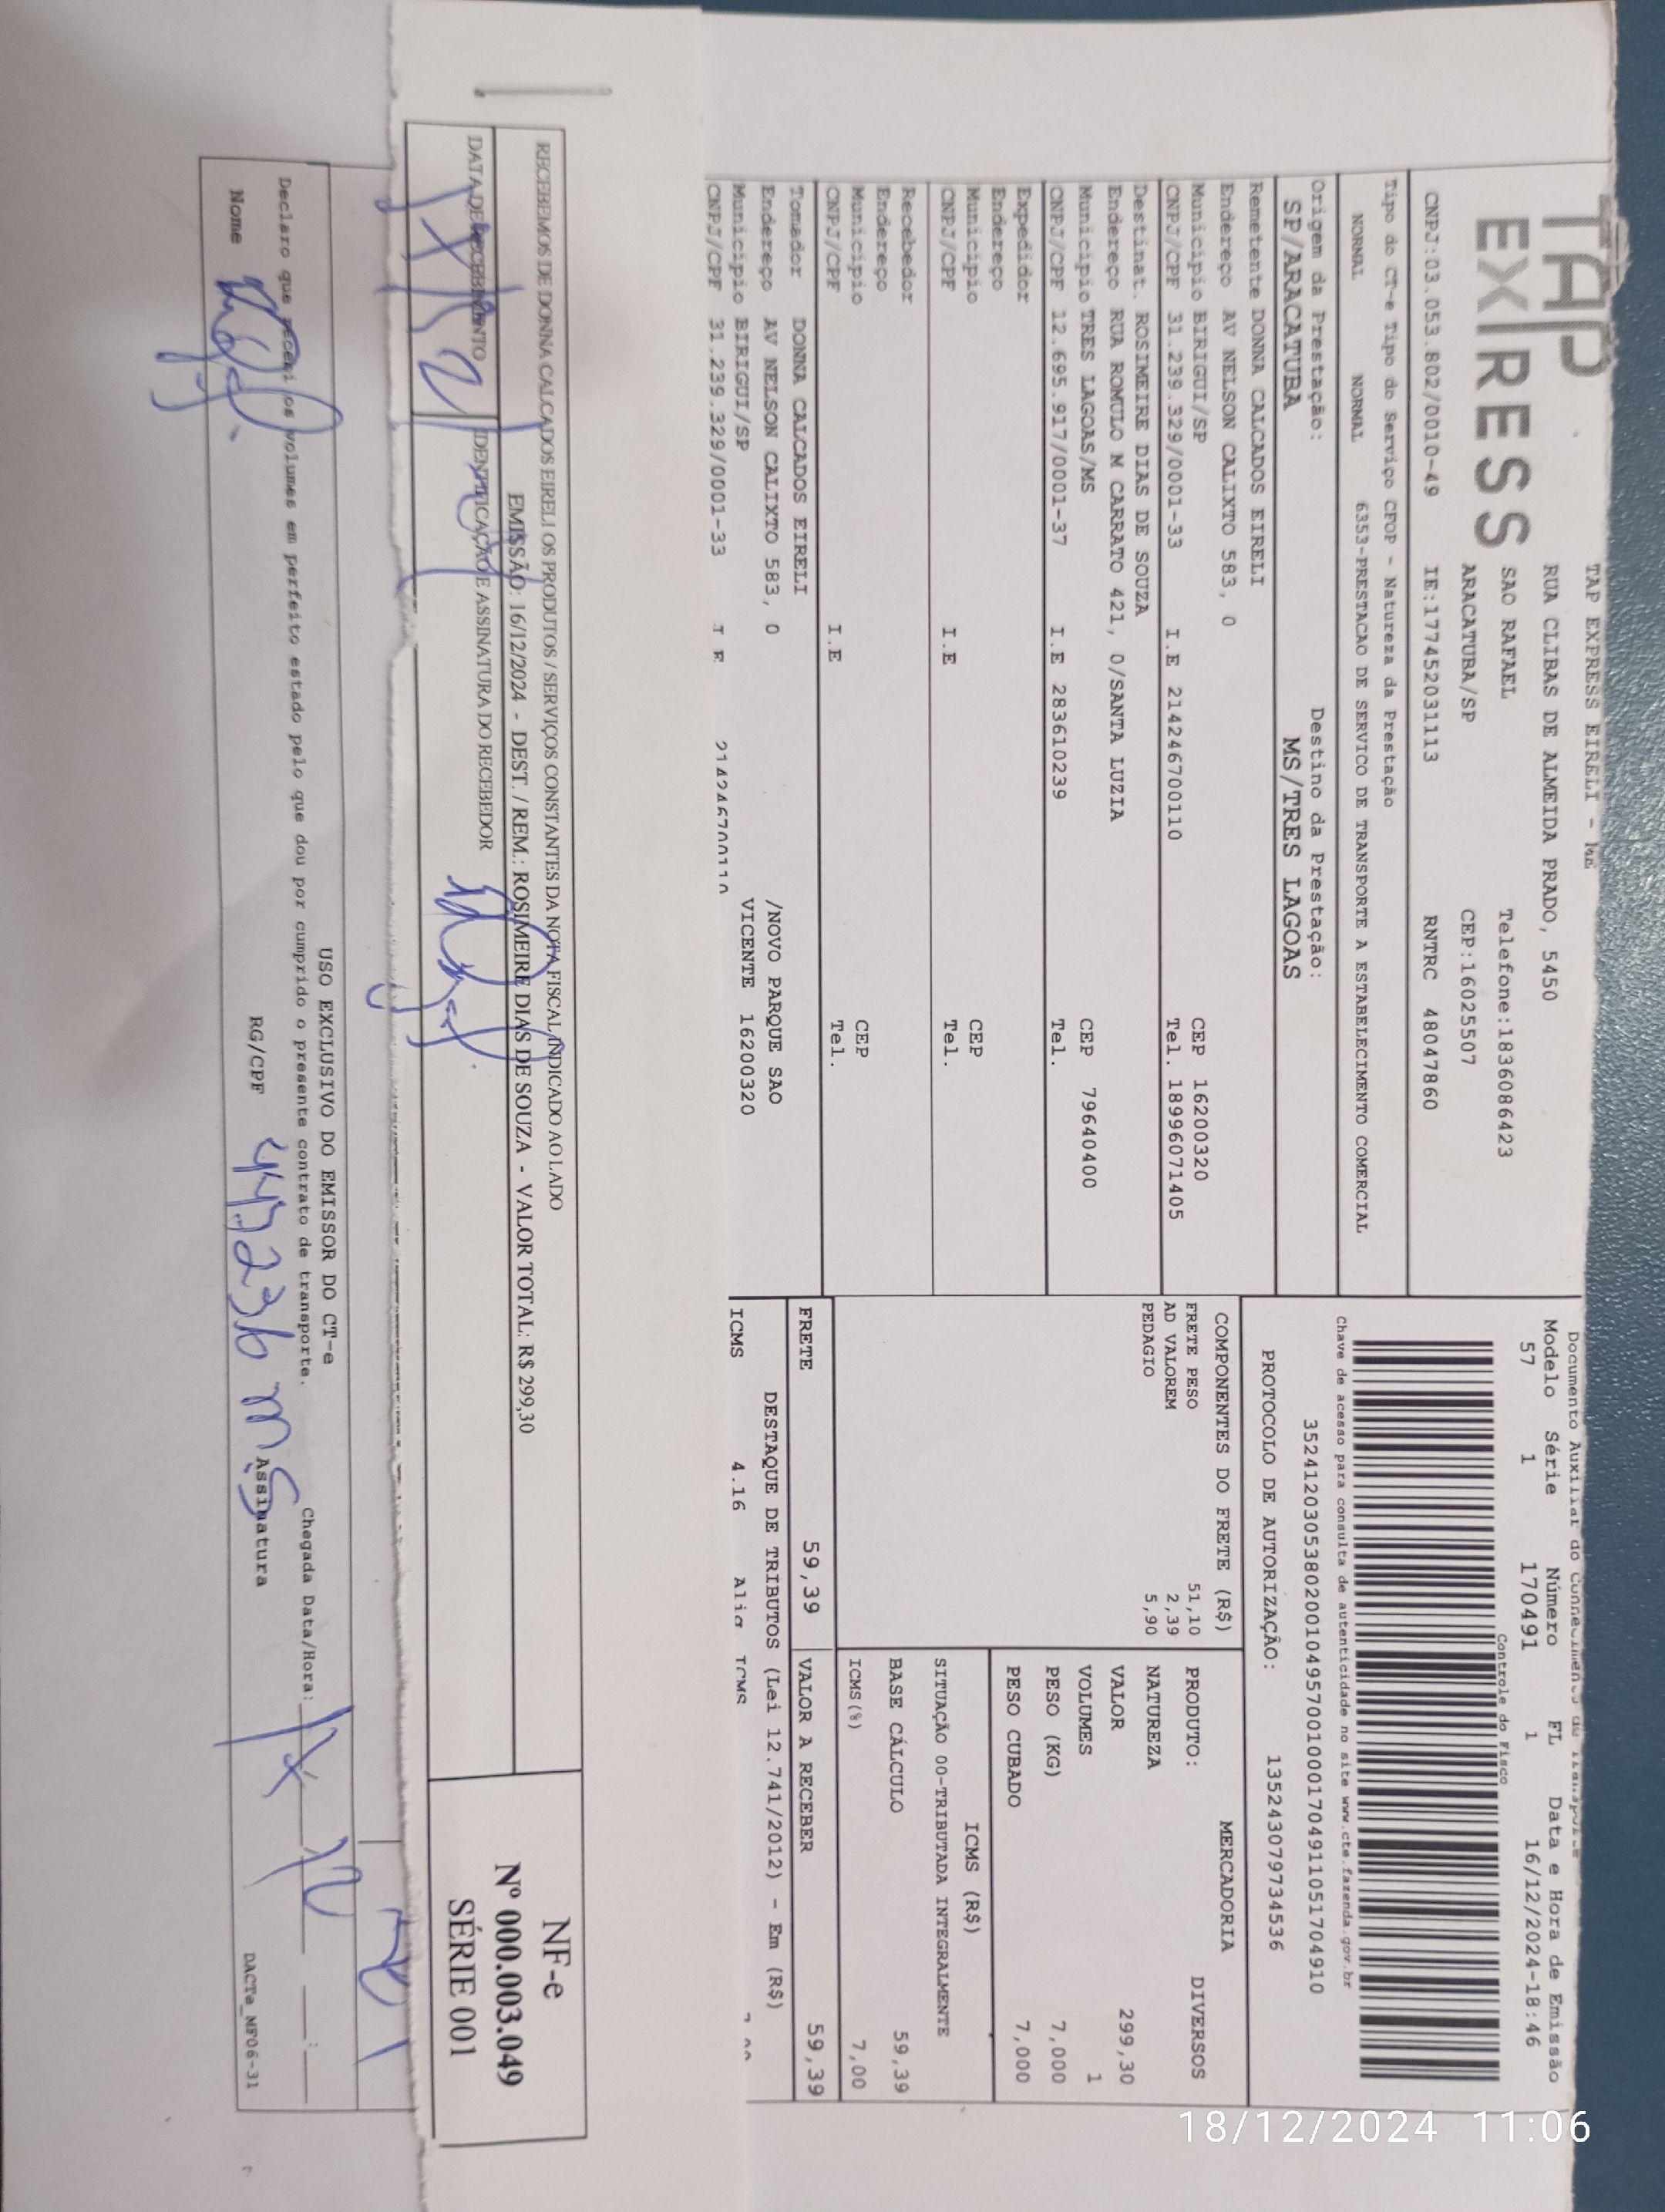 TAP
EXPRESS
TAP EXPRESS EIRELI - ME
RUA CLIBAS DE ALMEIDA PRADO, 5450
SAO RAFAEL Telefone:1836086423
ARACATUBA/SP CEP:16025507
CNPJ:03.053.802/0010-49 IE:177452031113 RNTRC 48047860
Tipo do CT-e Tipo do Serviço CFOP - Natureza da Prestação
NORMAL NORMAL 6353-PRESTACAO DE SERVICO DE TRANSPORTE A ESTABELECIMENTO COMERCIAL
Origem da Prestação: Destino da Prestação:
SP/ARACATUBA MS/TRES LAGOAS
Remetente DONNA CALCADOS EIRELI
Endereço AV NELSON CALIXTO 583, 0
Município BIRIGUI/SP CEP 16200320
CNPJ/CPF 31.239.329/0001-33 I.E 214246700110 Tel. 18996071405
Destinat. ROSIMEIRE DIAS DE SOUZA
Endereço RUA ROMULO M CARRATO 421, 0/SANTA LUZIA
Município TRES LAGOAS/MS CEP 79640400
CNPJ/CPF 12.695.917/0001-37 I.E 283610239 Tel.
Expedidor
Endereço
Município CEP
CNPJ/CPF I.E Tel.
Recebedor
Endereço
Município CEP
CNPJ/CPF I.E Tel.
Tomador DONNA CALCADOS EIRELI
Endereço AV NELSON CALIXTO 583, 0 /NOVO PARQUE SAO
Município BIRIGUI/SP VICENTE 16200320
CNPJ/CPF 31.239.329/0001-33 I E 214246700110
Documento Auxiliar do Conhecimento de Transporte
Modelo Série Número FL Data e Hora de Emissão
57 1 170491 1 16/12/2024-18:46
Controle do Fisco
Chave de acesso para consulta de autenticidade no site www.cte.fazenda.gov.br
35241203053802001049570010001704911051704910
PROTOCOLO DE AUTORIZAÇÃO: 135243079734536
COMPONENTES DO FRETE (R$)
FRETE PESO 51,10
AD VALOREM 2,39
PEDAGIO 5,90
MERCADORIA
PRODUTO: DIVERSOS
NATUREZA
VALOR 299,30
VOLUMES 1
PESO (KG) 7,000
PESO CUBADO 7,000
ICMS (R$)
SITUAÇÃO 00-TRIBUTADA INTEGRALMENTE
BASE CÁLCULO 59,39
ICMS(%) 7,00
FRETE 59,39 VALOR A RECEBER 59,39
DESTAQUE DE TRIBUTOS (Lei 12.741/2012) - Em (R$)
ICMS 4.16 Aliq ICMS 7 00
RECEBEMOS DE DONNA CALCADOS EIRELI OS PRODUTOS / SERVIÇOS CONSTANTES DA NOTA FISCAL INDICADO AO LADO
EMISSÃO: 16/12/2024 - DEST. / REM.: ROSIMEIRE DIAS DE SOUZA - VALOR TOTAL: R$ 299,30
DATA DE RECEBIMENTO IDENTIFICAÇÃO E ASSINATURA DO RECEBEDOR
NF-e
Nº 000.003.049
SÉRIE 001
USO EXCLUSIVO DO EMISSOR DO CT-e
Declaro que recebi os volumes em perfeito estado pelo que dou por cumprido o presente contrato de transporte.
Chegada Data/Hora:
Nome RG/CPF Assinatura
DACTe_MF06-31
18/12/2024 11:06